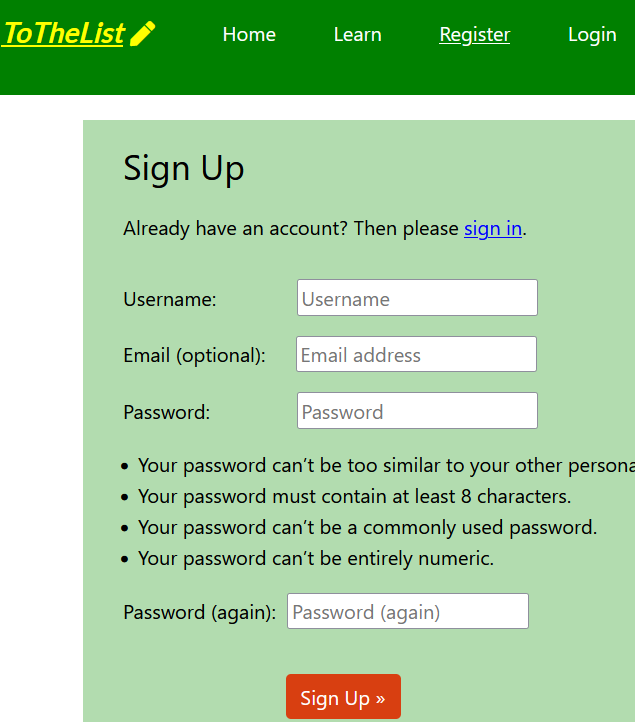 ToTheList Home Learn Register Login
Sign Up
Already have an account? Then please sign in.
Username: Username
Email (optional): Email address
Password: Password
• Your password can’t be too similar to your other persona
• Your password must contain at least 8 characters.
• Your password can’t be a commonly used password.
• Your password can’t be entirely numeric.
Password (again): Password (again)
Sign Up »